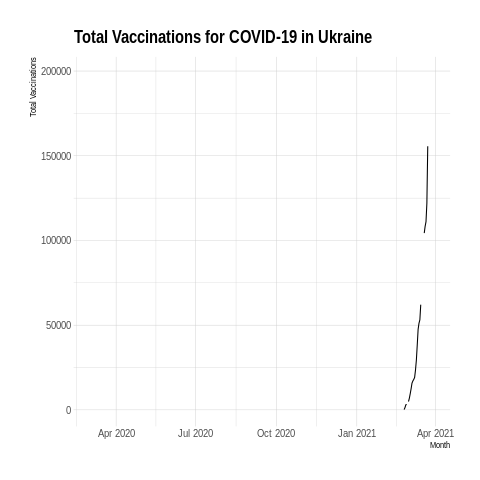 Total Vaccinations for COVID-19 in Ukraine
Total Vaccinations
200000
150000
100000
50000
0
Apr 2020 Jul 2020 Oct 2020 Jan 2021 Apr 2021
Month